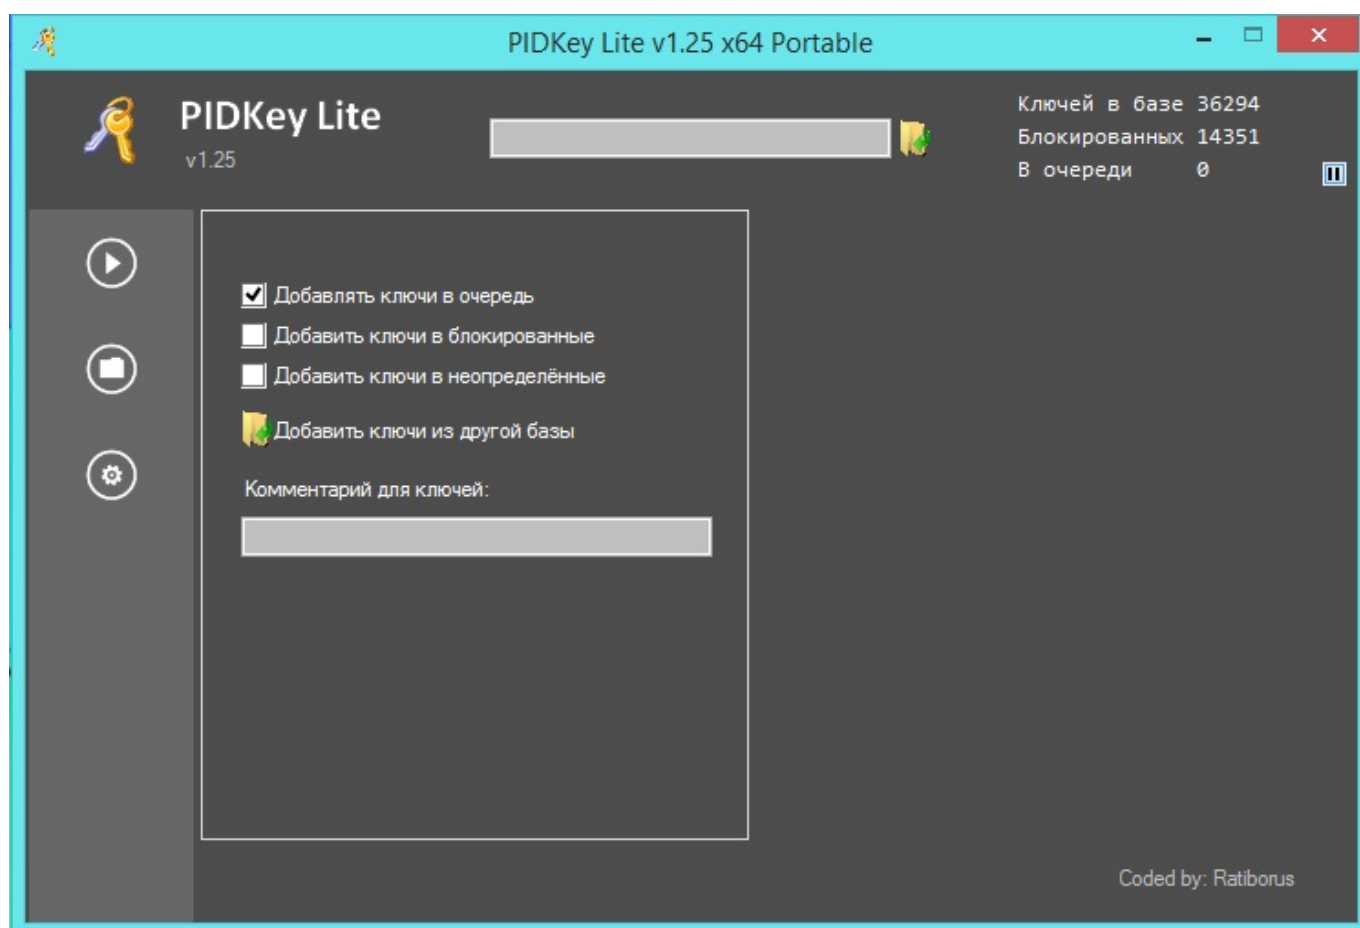 PIDKey Lite v1.25 x64 Portable
PIDKey Lite
v1.25
Ключей в базе 36294
Блокированных 14351
В очереди 0
Добавлять ключи в очередь
Добавить ключи в блокированные
Добавить ключи в неопределённые
Добавить ключи из другой базы
Комментарий для ключей:
Coded by: Ratiborus